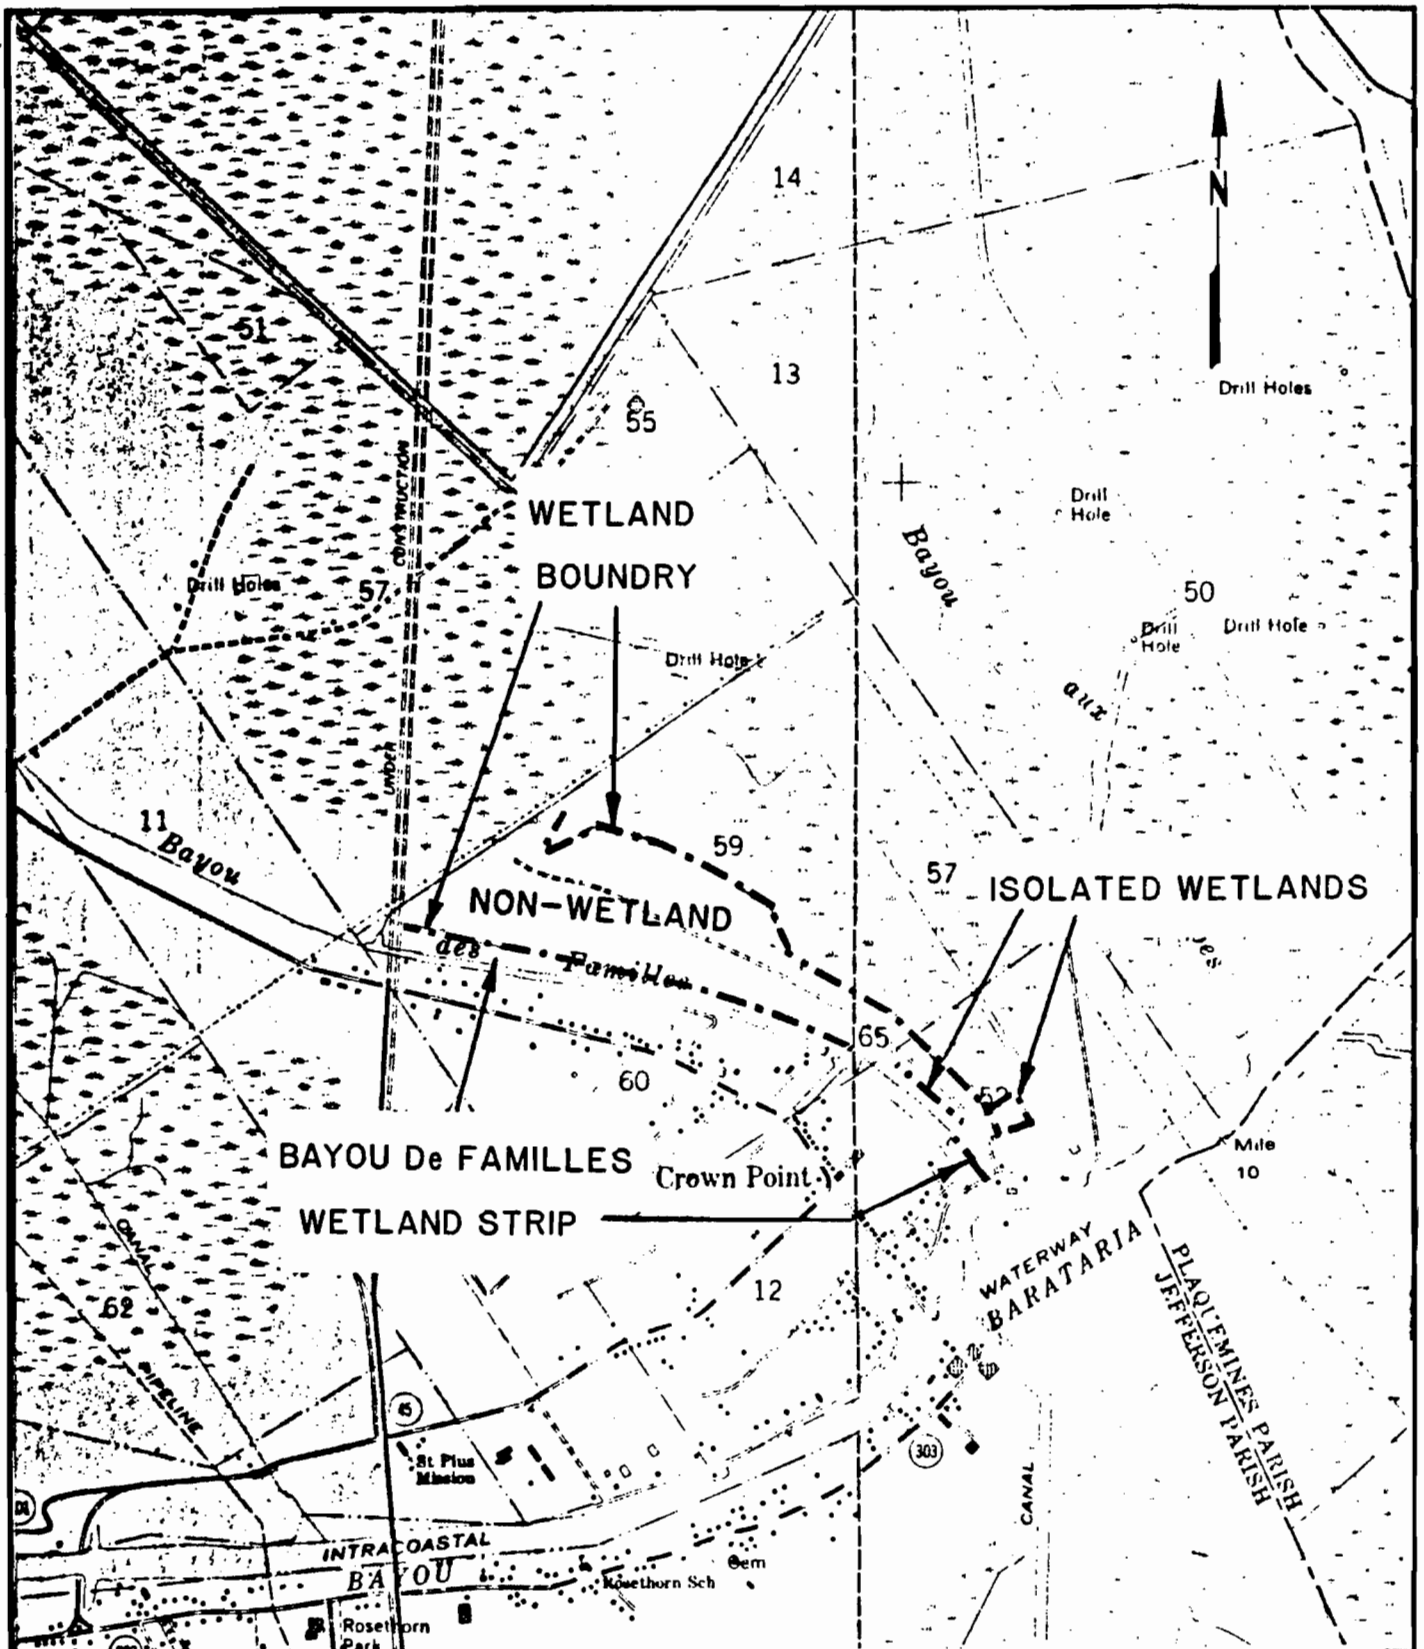 14
N
51
13
Drill Holes
55
CONSTRUCTION
WETLAND
BOUNDRY
Drill
Hole
Bayou
Drill Holes
57
50
Drill
Hole
Drill Hole
Drill Hole
aux
UNDER
11
Bayou
59
57
ISOLATED WETLANDS
NON-WETLAND
des
Familles
65
60
52
Mile
10
BAYOU De FAMILLES
Crown Point
WETLAND STRIP
CANAL
WATERWAY
BARATARIA
PLAQUEMINES PARISH
JEFFERSON PARISH
12
62
PIPELINE
45
St Pius
Mission
303
CANAL
INTRACOASTAL
BAYOU
Cem
Rosethorn Sch
Rosethorn
Park